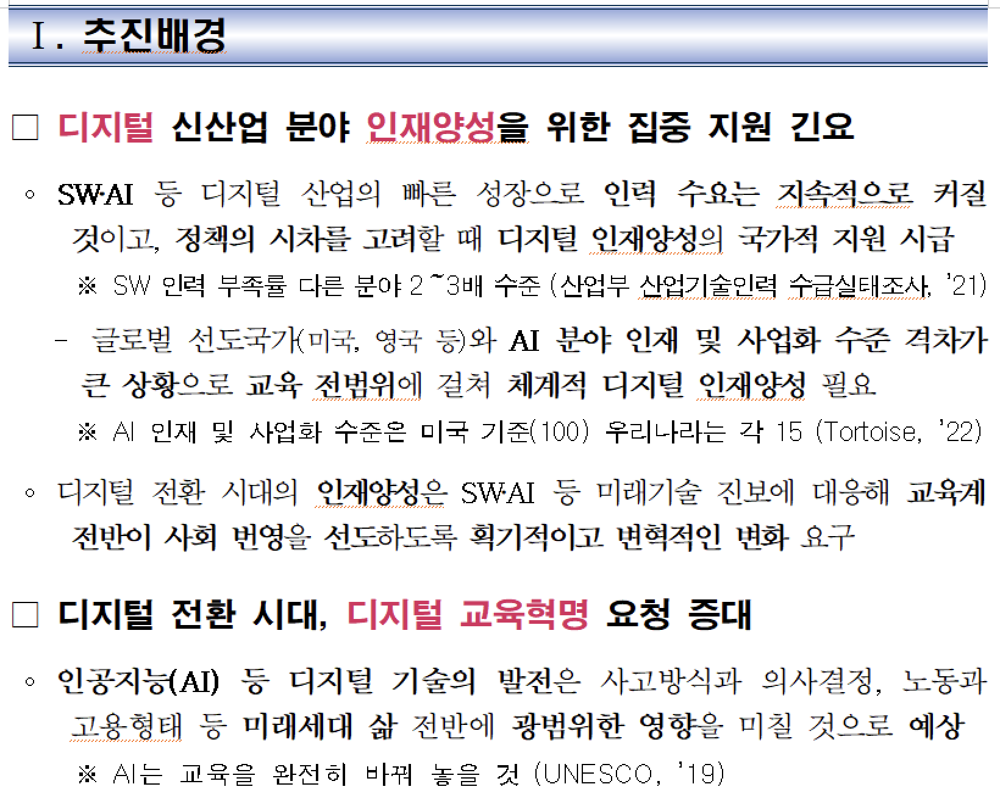 Ⅰ. 추진배경
□ 디지털 신산업 분야 인재양성을 위한 집중 지원 긴요
◦ SW·AI 등 디지털 산업의 빠른 성장으로 인력 수요는 지속적으로 커질
것이고, 정책의 시차를 고려할 때 디지털 인재양성의 국가적 지원 시급
※ SW 인력 부족률 다른 분야 2~3배 수준 (산업부 산업기술인력 수급실태조사, ’21)
- 글로벌 선도국가(미국, 영국 등)와 AI 분야 인재 및 사업화 수준 격차가
큰 상황으로 교육 전범위에 걸쳐 체계적 디지털 인재양성 필요
※ AI 인재 및 사업화 수준은 미국 기준(100) 우리나라는 각 15 (Tortoise, ’22)
◦ 디지털 전환 시대의 인재양성은 SW·AI 등 미래기술 진보에 대응해 교육계
전반이 사회 번영을 선도하도록 획기적이고 변혁적인 변화 요구
□ 디지털 전환 시대, 디지털 교육혁명 요청 증대
◦ 인공지능(AI) 등 디지털 기술의 발전은 사고방식과 의사결정, 노동과
고용형태 등 미래세대 삶 전반에 광범위한 영향을 미칠 것으로 예상
※ AI는 교육을 완전히 바꿔 놓을 것 (UNESCO, ’19)